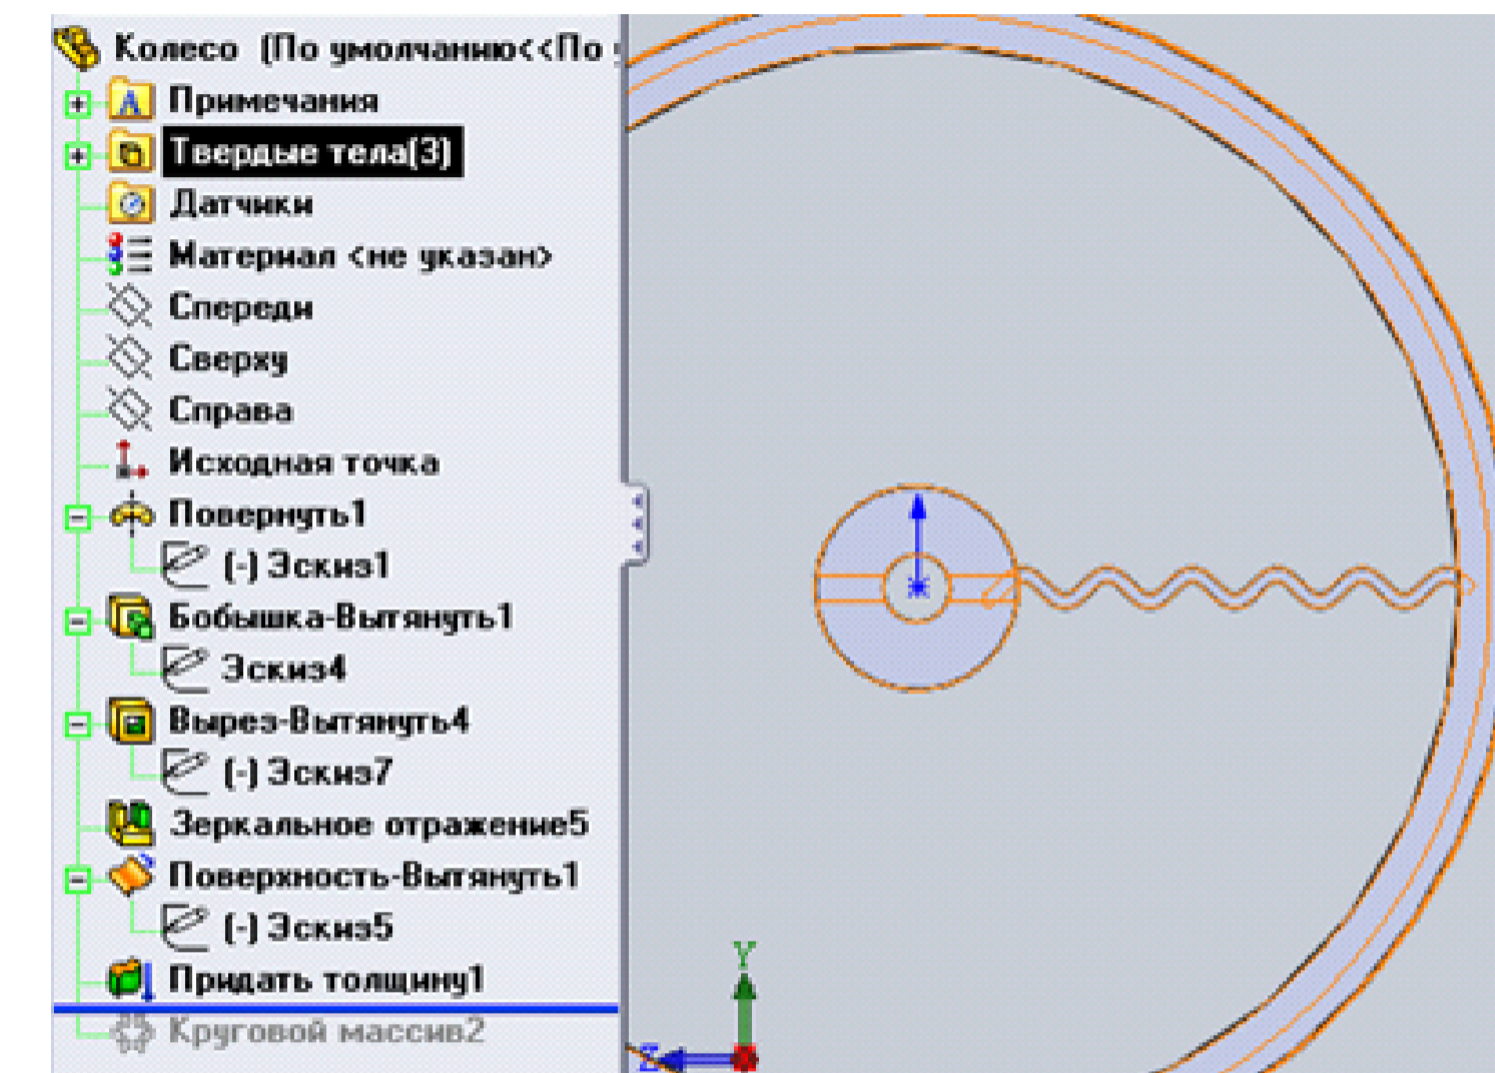 Колесо (По умолчанию<<По
Примечания
Твердые тела(3)
Датчики
Материал <не указан>
Спереди
Сверху
Справа
Исходная точка
Повернуть1
(-) Эскиз1
Бобышка-Вытянуть1
Эскиз4
Вырез-Вытянуть4
(-) Эскиз7
Зеркальное отражение5
Поверхность-Вытянуть1
(-) Эскиз5
Придать толщину1
Круговой массив2
Y
Z